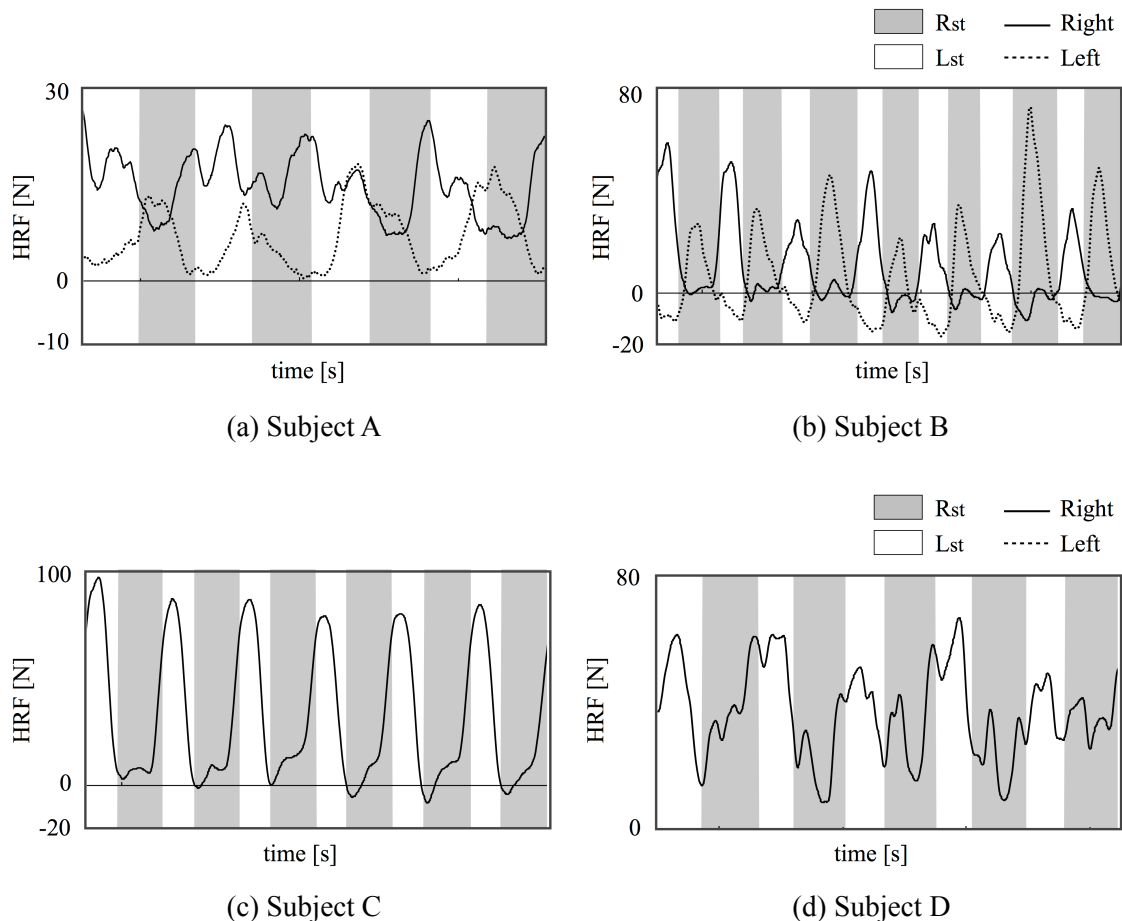 Rst Right
Lst Left
30
0
-10
HRF [N]
time [s]
(a) Subject A
80
0
-20
HRF [N]
time [s]
(b) Subject B
Rst Right
Lst Left
100
0
-20
HRF [N]
time [s]
(c) Subject C
80
0
HRF [N]
time [s]
(d) Subject D